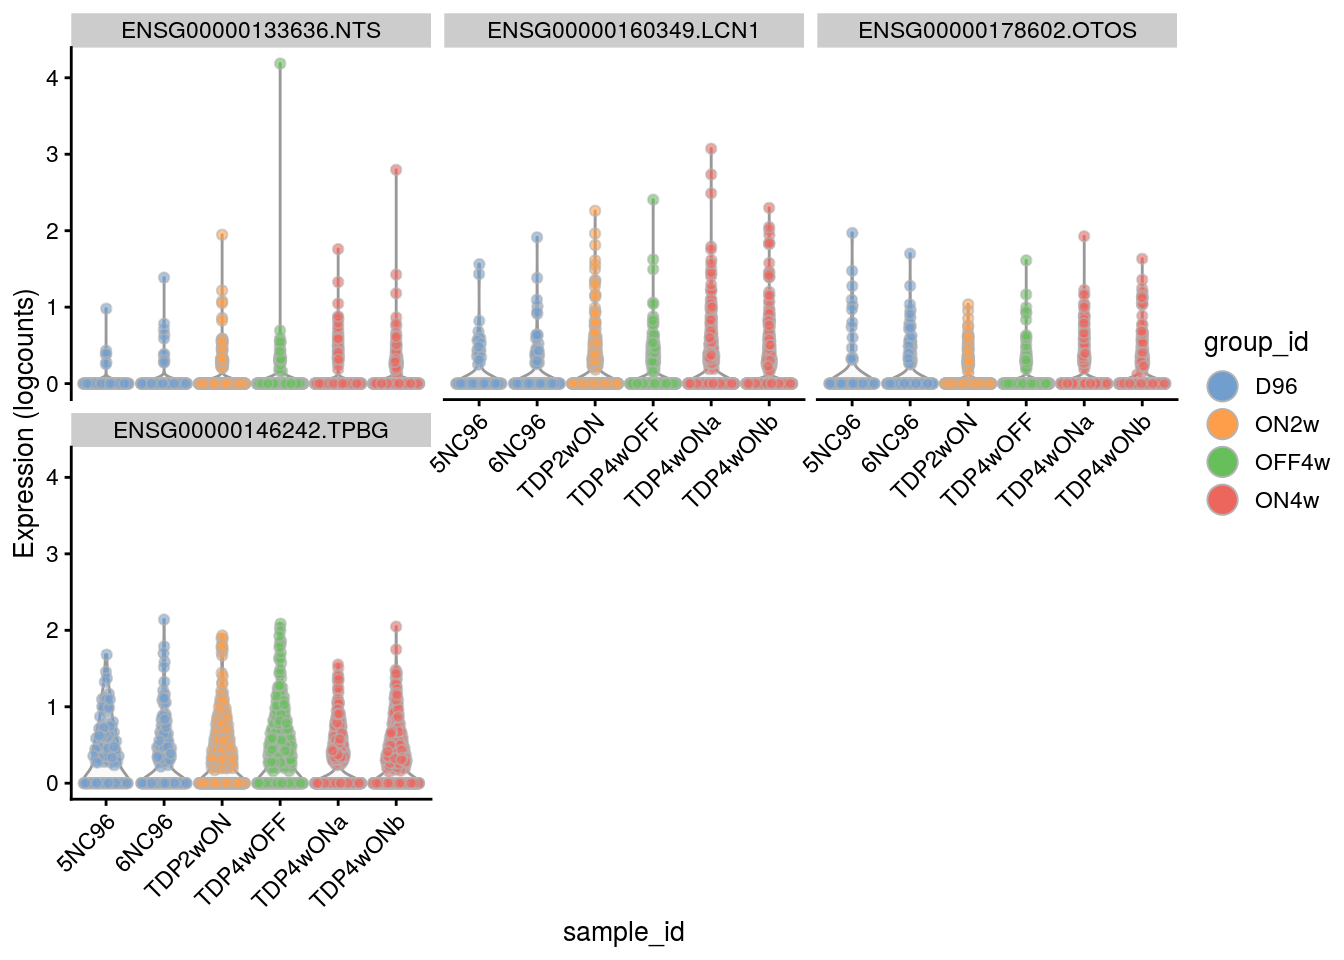 ENSG00000133636.NTS
ENSG00000160349.LCN1
ENSG00000178602.OTOS
4
3
2
1
0
5NC96
6NC96
TDP2wON
TDP4wOFF
TDP4wONa
TDP4wONb
5NC96
6NC96
TDP2wON
TDP4wOFF
TDP4wONa
TDP4wONb
ENSG00000146242.TPBG
4
3
2
1
0
5NC96
6NC96
TDP2wON
TDP4wOFF
TDP4wONa
TDP4wONb
Expression (logcounts)
sample_id
group_id
D96
ON2w
OFF4w
ON4w